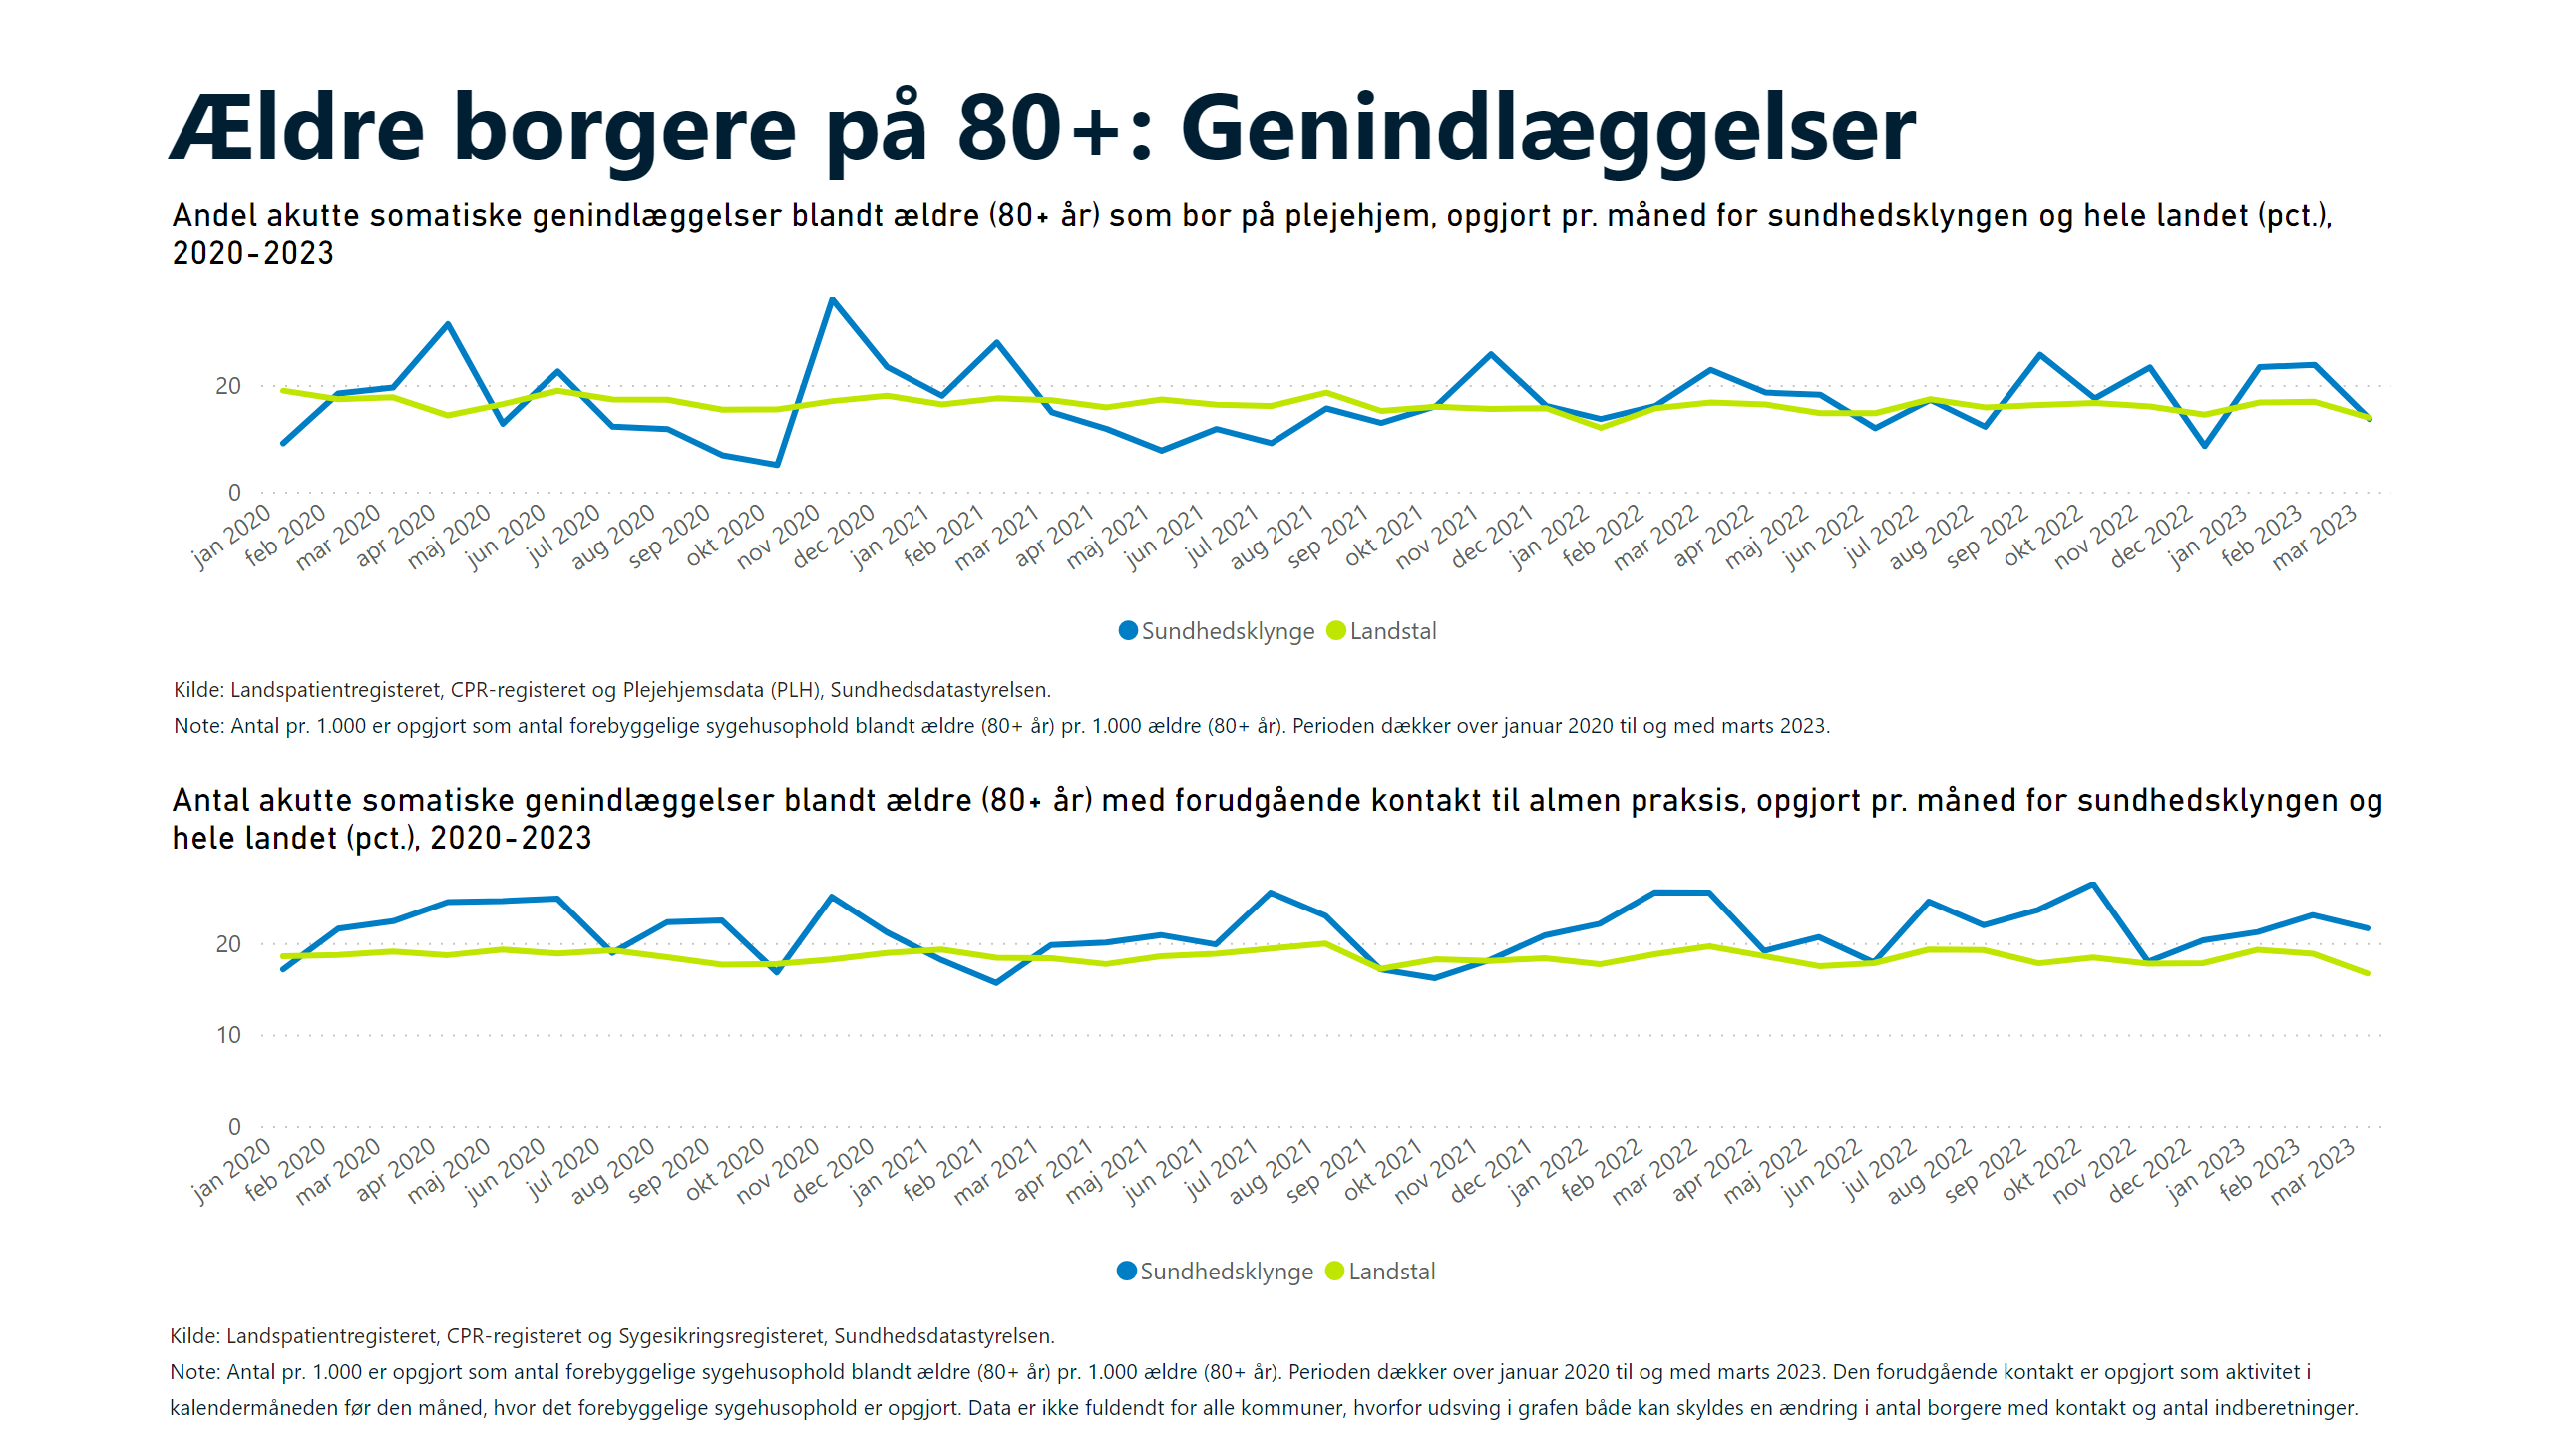 Ældre borgere på 80+: Genindlæggelser
Andel akutte somatiske genindlæggelser blandt ældre (80+ år) som bor på plejehjem, opgjort pr. måned for sundhedsklyngen og hele landet (pct.),
2020-2023
20
0
jan 2020
feb 2020
mar 2020
apr 2020
maj 2020
jun 2020
jul 2020
aug 2020
sep 2020
okt 2020
nov 2020
dec 2020
jan 2021
feb 2021
mar 2021
apr 2021
maj 2021
jun 2021
jul 2021
aug 2021
sep 2021
okt 2021
nov 2021
dec 2021
jan 2022
feb 2022
mar 2022
apr 2022
maj 2022
jun 2022
jul 2022
aug 2022
sep 2022
okt 2022
nov 2022
dec 2022
jan 2023
feb 2023
mar 2023
Sundhedsklynge Landstal
Kilde: Landspatientregisteret, CPR-registeret og Plejehjemsdata (PLH), Sundhedsdatastyrelsen.
Note: Antal pr. 1.000 er opgjort som antal forebyggelige sygehusophold blandt ældre (80+ år) pr. 1.000 ældre (80+ år). Perioden dækker over januar 2020 til og med marts 2023.
Antal akutte somatiske genindlæggelser blandt ældre (80+ år) med forudgående kontakt til almen praksis, opgjort pr. måned for sundhedsklyngen og
hele landet (pct.), 2020-2023
20
10
0
jan 2020
feb 2020
mar 2020
apr 2020
maj 2020
jun 2020
jul 2020
aug 2020
sep 2020
okt 2020
nov 2020
dec 2020
jan 2021
feb 2021
mar 2021
apr 2021
maj 2021
jun 2021
jul 2021
aug 2021
sep 2021
okt 2021
nov 2021
dec 2021
jan 2022
feb 2022
mar 2022
apr 2022
maj 2022
jun 2022
jul 2022
aug 2022
sep 2022
okt 2022
nov 2022
dec 2022
jan 2023
feb 2023
mar 2023
Sundhedsklynge Landstal
Kilde: Landspatientregisteret, CPR-registeret og Sygesikringsregisteret, Sundhedsdatastyrelsen.
Note: Antal pr. 1.000 er opgjort som antal forebyggelige sygehusophold blandt ældre (80+ år) pr. 1.000 ældre (80+ år). Perioden dækker over januar 2020 til og med marts 2023. Den forudgående kontakt er opgjort som aktivitet i
kalendermåneden før den måned, hvor det forebyggelige sygehusophold er opgjort. Data er ikke fuldendt for alle kommuner, hvorfor udsving i grafen både kan skyldes en ændring i antal borgere med kontakt og antal indberetninger.